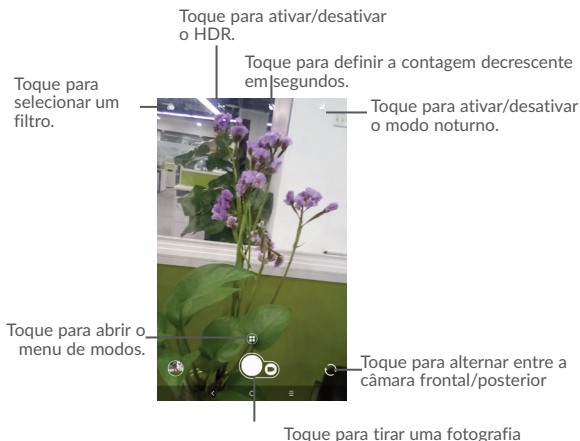 Toque para ativar/desativar
o HDR.
Toque para definir a contagem decrescente
em segundos.
Toque para
selecionar um
filtro.
Toque para ativar/desativar
o modo noturno.
Toque para abrir o
menu de modos.
Toque para alternar entre a
câmara frontal/posterior
Toque para tirar uma fotografia